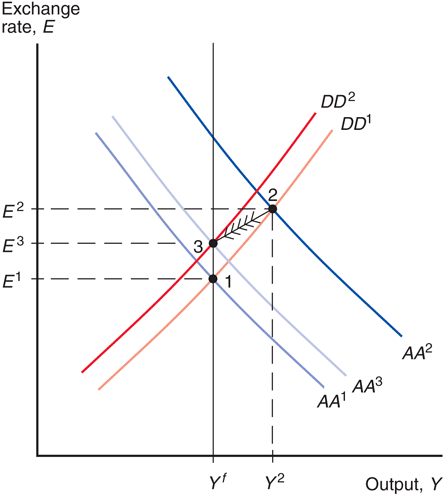 Exchange
rate, E
DD²
DD¹
2
E²
3
E³
1
E¹
AA²
AA³
AA¹
Yᶠ
Y²
Output, Y